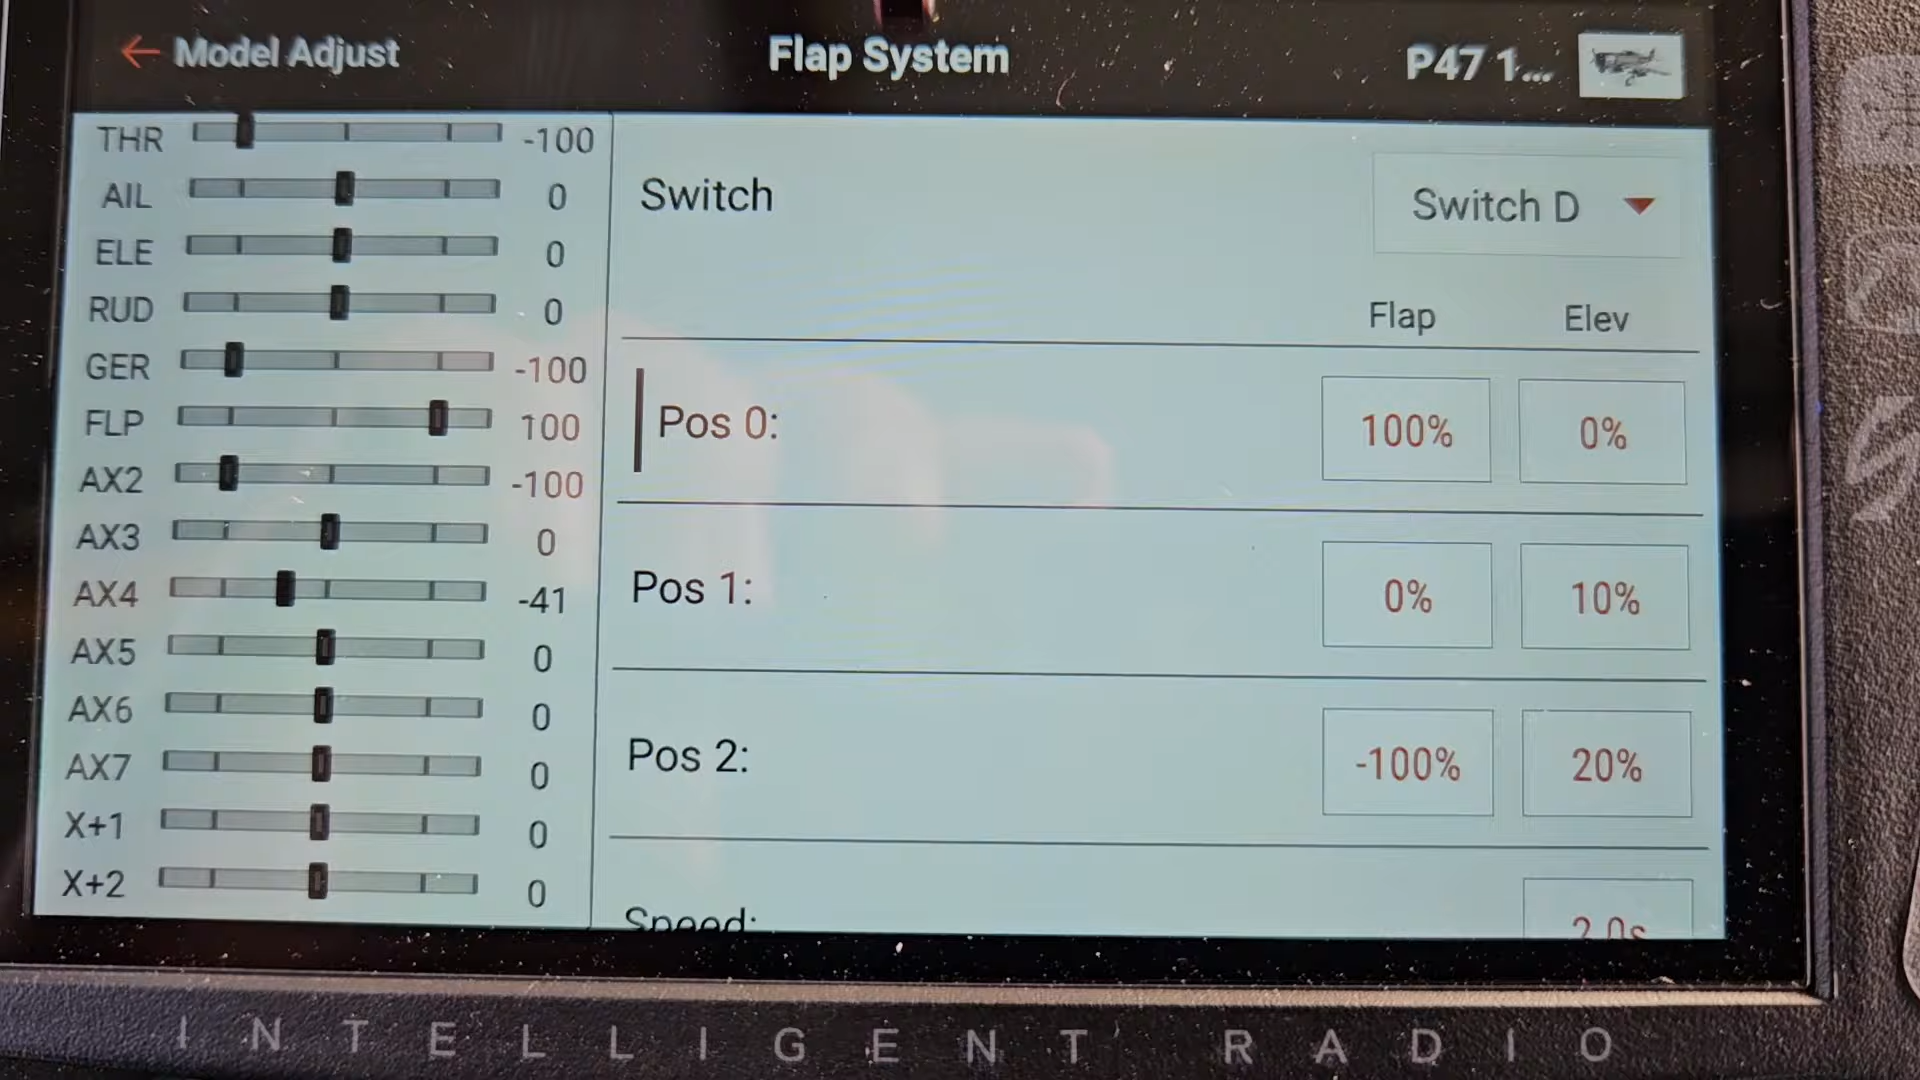 Model Adjust
Flap System
P47 1...
THR -100
AIL 0
ELE 0
RUD 0
GER -100
FLP 100
AX2 -100
AX3 0
AX4 -41
AX5 0
AX6 0
AX7 0
X+1 0
X+2 0
Switch
Switch D
Flap Elev
Pos 0: 100% 0%
Pos 1: 0% 10%
Pos 2: -100% 20%
Speed: 2.0s
INTELLIGENT RADIO